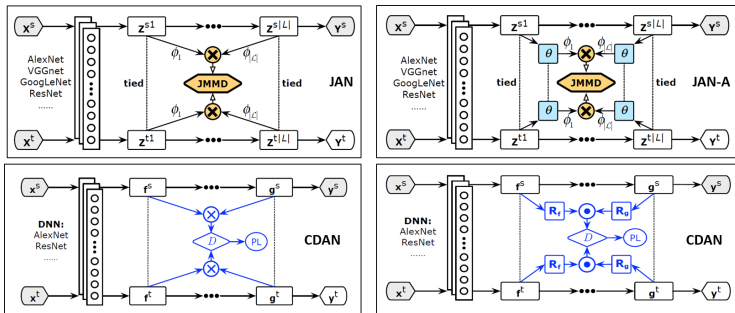 X^s Z^s1 ••• Z^s|L| Y^s
AlexNet
VGGnet
GoogLeNet
ResNet
......
tied ϕ_1 ⊗ ϕ_|𝓛| tied
JMMD
JAN
ϕ_1 ⊗ ϕ_|𝓛|
X^t Z^t1 ••• Z^t|L| Y^t
X^s Z^s1 ••• Z^s|L| Y^s
AlexNet
VGGnet
GoogLeNet
ResNet
......
θ ϕ_1 ⊗ ϕ_|𝓛| θ
tied JMMD tied
JAN-A
θ ϕ_1 ⊗ ϕ_|𝓛| θ
X^t Z^t1 ••• Z^t|L| Y^t
x^s f^s ••• g^s y^s
DNN:
AlexNet
ResNet
......
⊗
D PL
CDAN
⊗
x^t f^t ••• g^t y^t
x^s f^s ••• g^s y^s
DNN:
AlexNet
ResNet
......
R_f ⊙ R_g
D PL
CDAN
R_f ⊙ R_g
x^t f^t ••• g^t y^t